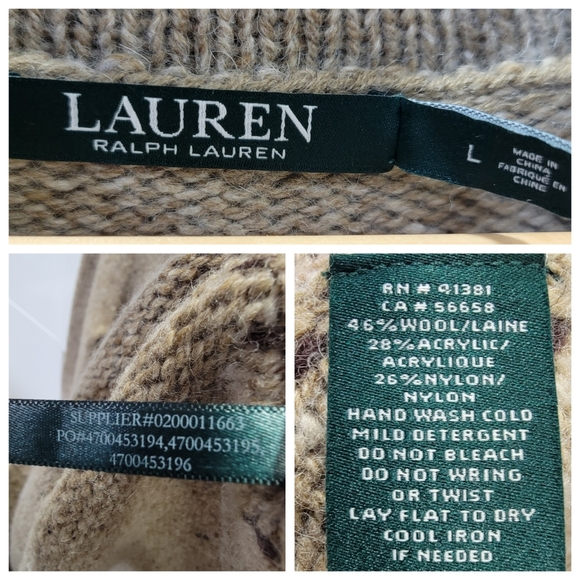 LAUREN
RALPH LAUREN
L
MADE IN
CHINA
FABRIQUÉ EN
CHINE
SUPPLIER#0200011663
PO#4700453194,4700453195,
4700453196
RN # 41381
CA # 56658
46%WOOL/LAINE
28%ACRYLIC/
ACRYLIQUE
26%NYLON/
NYLON
HAND WASH COLD
MILD DETERGENT
DO NOT BLEACH
DO NOT WRING
OR TWIST
LAY FLAT TO DRY
COOL IRON
IF NEEDED